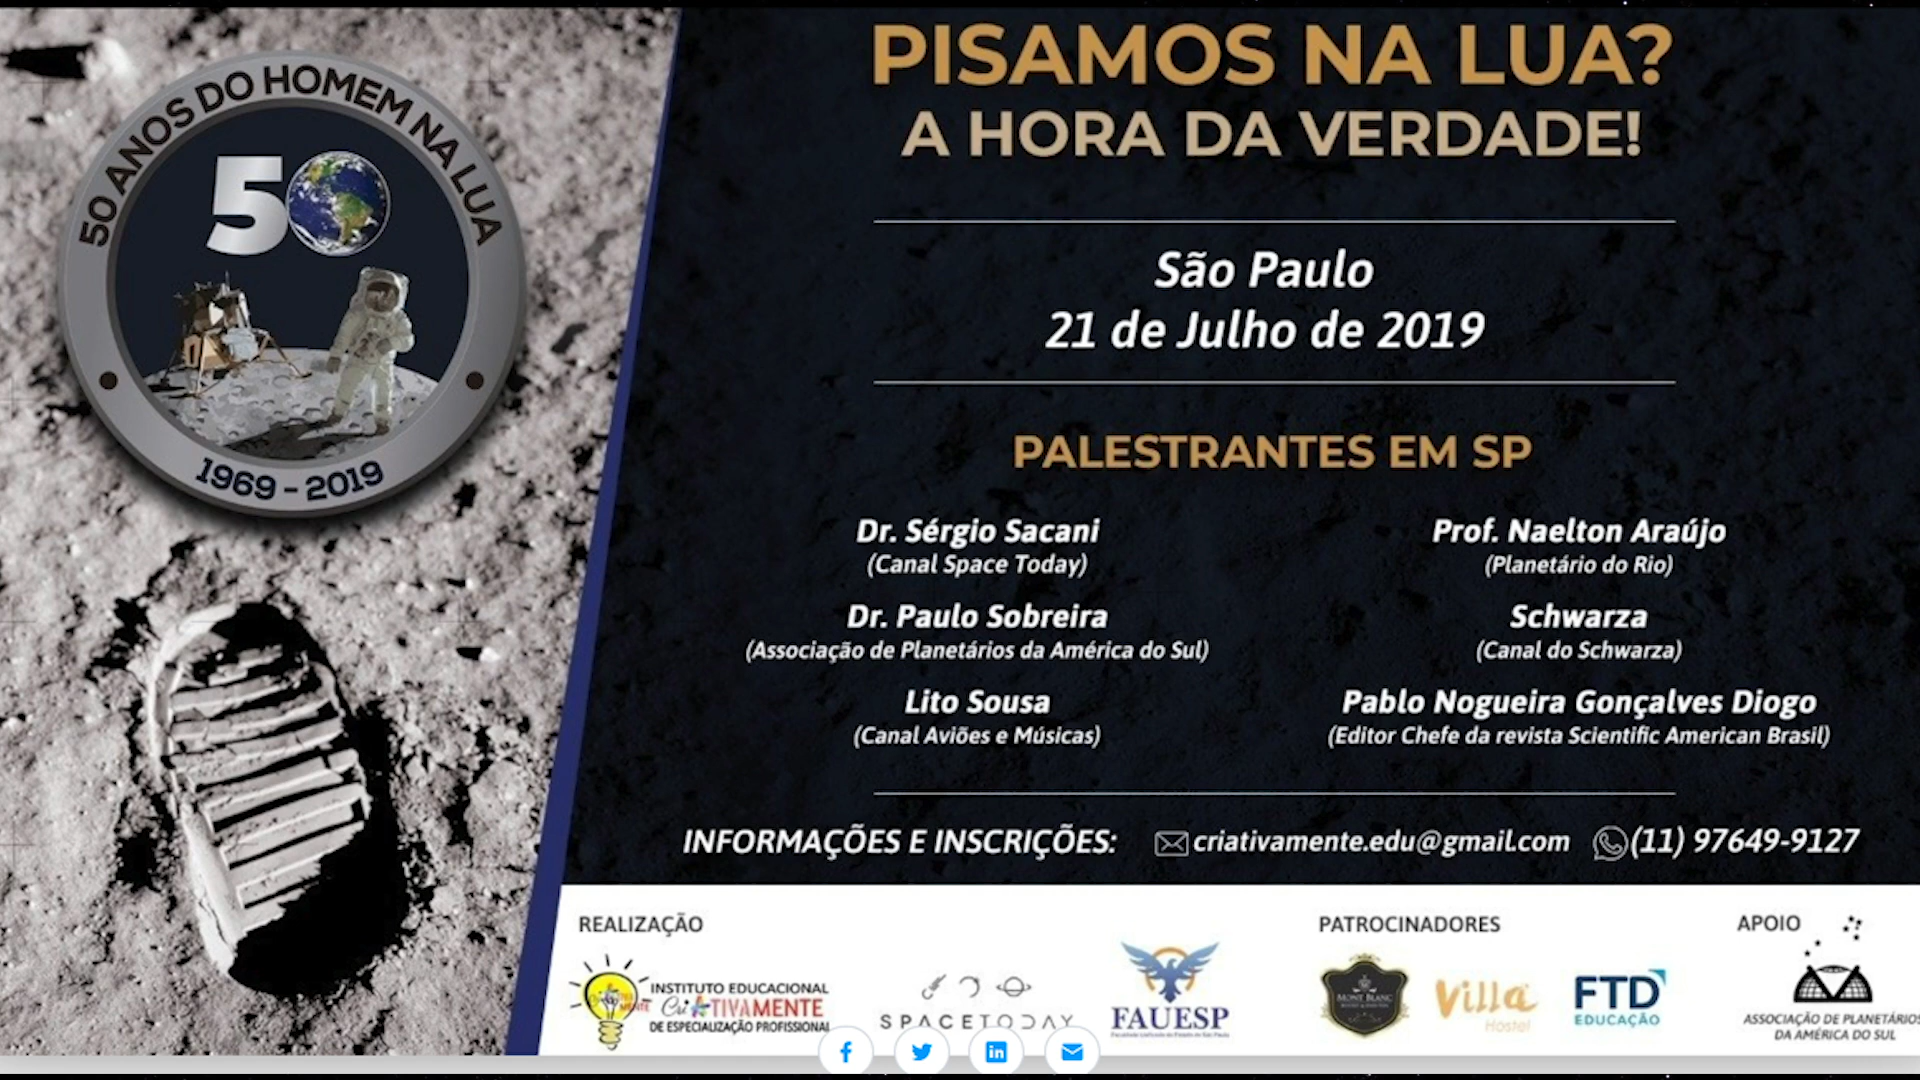 50 ANOS DO HOMEM NA LUA
50
1969 - 2019
PISAMOS NA LUA?
A HORA DA VERDADE!
São Paulo
21 de Julho de 2019
PALESTRANTES EM SP
Dr. Sérgio Sacani
(Canal Space Today)
Prof. Naelton Araújo
(Planetário do Rio)
Dr. Paulo Sobreira
(Associação de Planetários da América do Sul)
Schwarza
(Canal do Schwarza)
Lito Sousa
(Canal Aviões e Músicas)
Pablo Nogueira Gonçalves Diogo
(Editor Chefe da revista Scientific American Brasil)
INFORMAÇÕES E INSCRIÇÕES: criativamente.edu@gmail.com (11) 97649-9127
REALIZAÇÃO
INSTITUTO EDUCACIONAL
CriATIVAMENTE
DE ESPECIALIZAÇÃO PROFISSIONAL
SPACETODAY
FAUESP
PATROCINADORES
MONT BLANC
Villa
Hostel
FTD
EDUCAÇÃO
APOIO
ASSOCIAÇÃO DE PLANETÁRIOS
DA AMÉRICA DO SUL